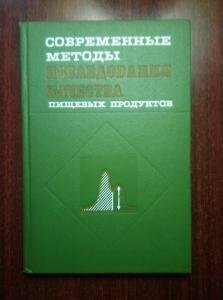 СОВРЕМЕННЫЕ
МЕТОДЫ
ИССЛЕДОВАНИЯ
КАЧЕСТВА
ПИЩЕВЫХ ПРОДУКТОВ